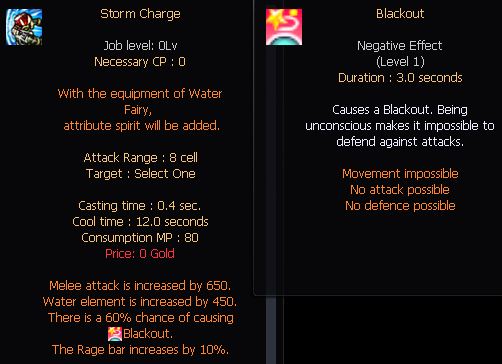 Storm Charge
Job level: 0Lv
Necessary CP : 0
With the equipment of Water
Fairy,
attribute spirit will be added.
Attack Range : 8 cell
Target : Select One
Casting time : 0.4 sec.
Cool time : 12.0 seconds
Consumption MP : 80
Price: 0 Gold
Melee attack is increased by 650.
Water element is increased by 450.
There is a 60% chance of causing
Blackout.
The Rage bar increases by 10%.
Blackout
Negative Effect
(Level 1)
Duration : 3.0 seconds
Causes a Blackout. Being
unconscious makes it impossible to
defend against attacks.
Movement impossible
No attack possible
No defence possible